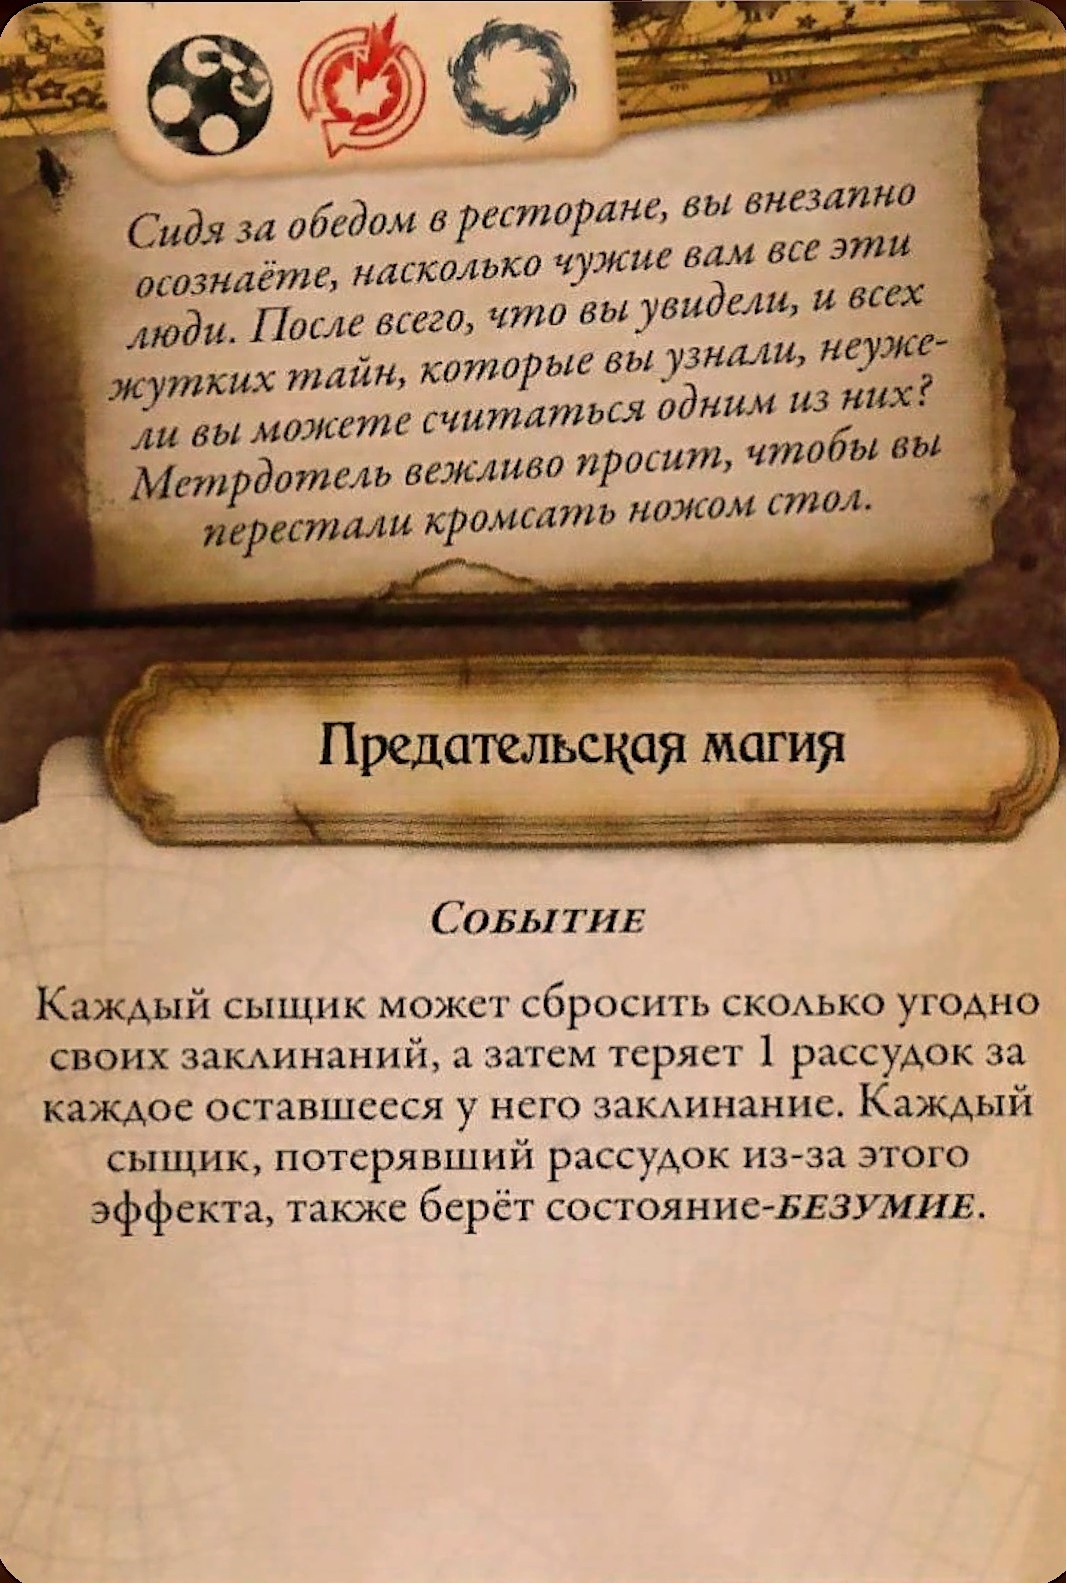 Сидя за обедом в ресторане, вы внезапно
осознаёте, насколько чужие вам все эти
люди. После всего, что вы увидели, и всех
жутких тайн, которые вы узнали, неуже-
ли вы можете считаться одним из них?
Метрдотель вежливо просит, чтобы вы
перестали кромсать ножом стол.
Предательская магия
Событие
Каждый сыщик может сбросить сколько угодно
своих заклинаний, а затем теряет 1 рассудок за
каждое оставшееся у него заклинание. Каждый
сыщик, потерявший рассудок из-за этого
эффекта, также берёт состояние-БЕЗУМИЕ.